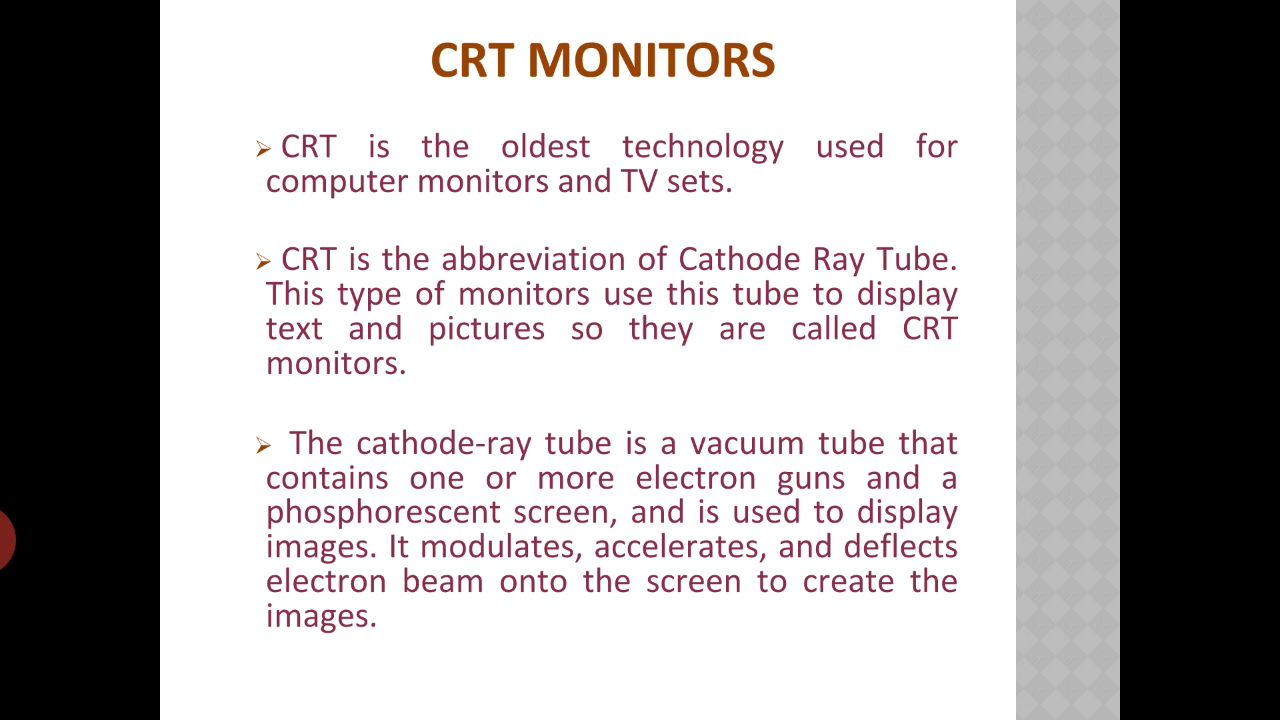 CRT MONITORS
➢ CRT is the oldest technology used for
computer monitors and TV sets.
➢ CRT is the abbreviation of Cathode Ray Tube.
This type of monitors use this tube to display
text and pictures so they are called CRT
monitors.
➢ The cathode-ray tube is a vacuum tube that
contains one or more electron guns and a
phosphorescent screen, and is used to display
images. It modulates, accelerates, and deflects
electron beam onto the screen to create the
images.